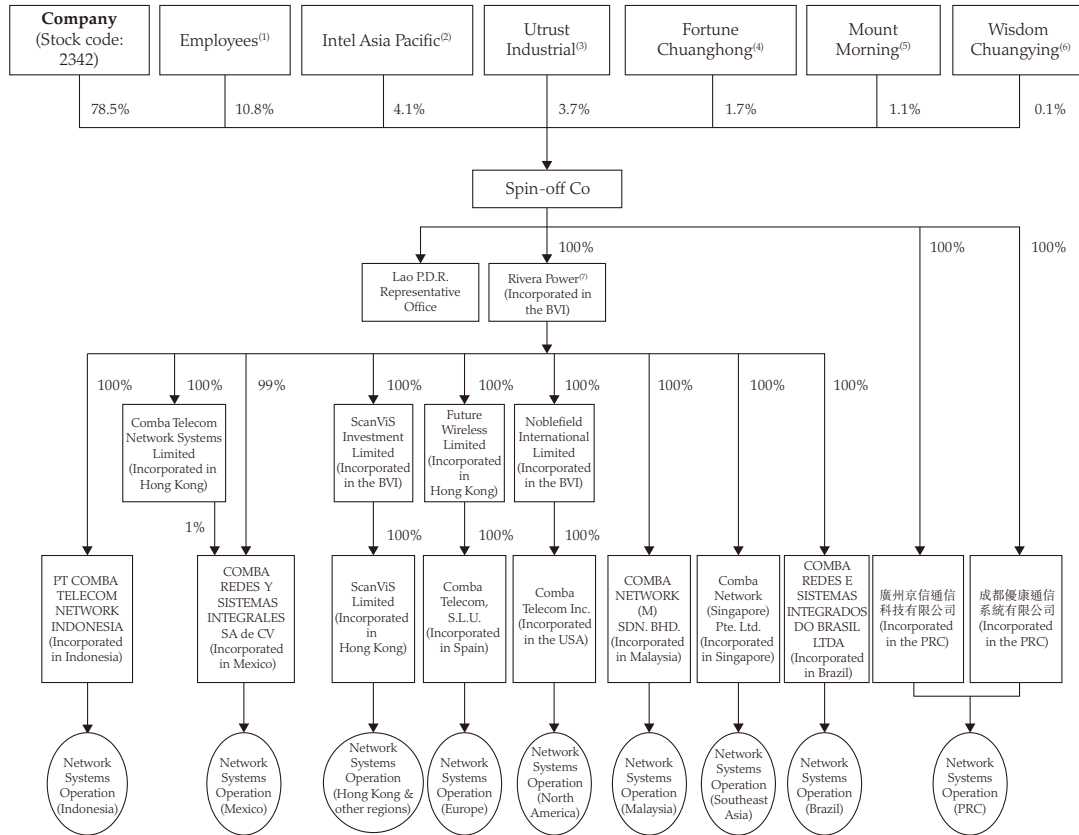 Company
(Stock code:
2342)
Employees(1)
Intel Asia Pacific(2)
Utrust
Industrial(3)
Fortune
Chuanghong(4)
Mount
Morning(5)
Wisdom
Chuangying(6)
78.5%
10.8%
4.1%
3.7%
1.7%
1.1%
0.1%
Spin-off Co
100%
100%
100%
Lao P.D.R.
Representative
Office
Rivera Power(7)
(Incorporated in
the BVI)
100%
100%
99%
100%
100%
100%
100%
100%
100%
Comba Telecom
Network Systems
Limited
(Incorporated in
Hong Kong)
ScanViS
Investment
Limited
(Incorporated
in the BVI)
Future
Wireless
Limited
(Incorporated
in
Hong Kong)
Noblefield
International
Limited
(Incorporated
in the BVI)
1%
100%
100%
100%
PT COMBA
TELECOM
NETWORK
INDONESIA
(Incorporated
in Indonesia)
COMBA
REDES Y
SISTEMAS
INTEGRALES
SA de CV
(Incorporated
in Mexico)
ScanViS
Limited
(Incorporated
in
Hong Kong)
Comba
Telecom,
S.L.U.
(Incorporated
in Spain)
Comba
Telecom Inc.
(Incorporated
in the USA)
COMBA
NETWORK
(M)
SDN. BHD.
(Incorporated
in Malaysia)
Comba
Network
(Singapore)
Pte. Ltd.
(Incorporated
in Singapore)
COMBA
REDES E
SISTEMAS
INTEGRADOS
DO BRASIL
LTDA
(Incorporated
in Brazil)
廣州京信通信
科技有限公司
(Incorporated
in the PRC)
成都優康通信
系統有限公司
(Incorporated
in the PRC)
Network
Systems
Operation
(Indonesia)
Network
Systems
Operation
(Mexico)
Network
Systems
Operation
(Hong Kong &
other regions)
Network
Systems
Operation
(Europe)
Network
Systems
Operation
(North
America)
Network
Systems
Operation
(Malaysia)
Network
Systems
Operation
(Southeast
Asia)
Network
Systems
Operation
(Brazil)
Network
Systems
Operation
(PRC)